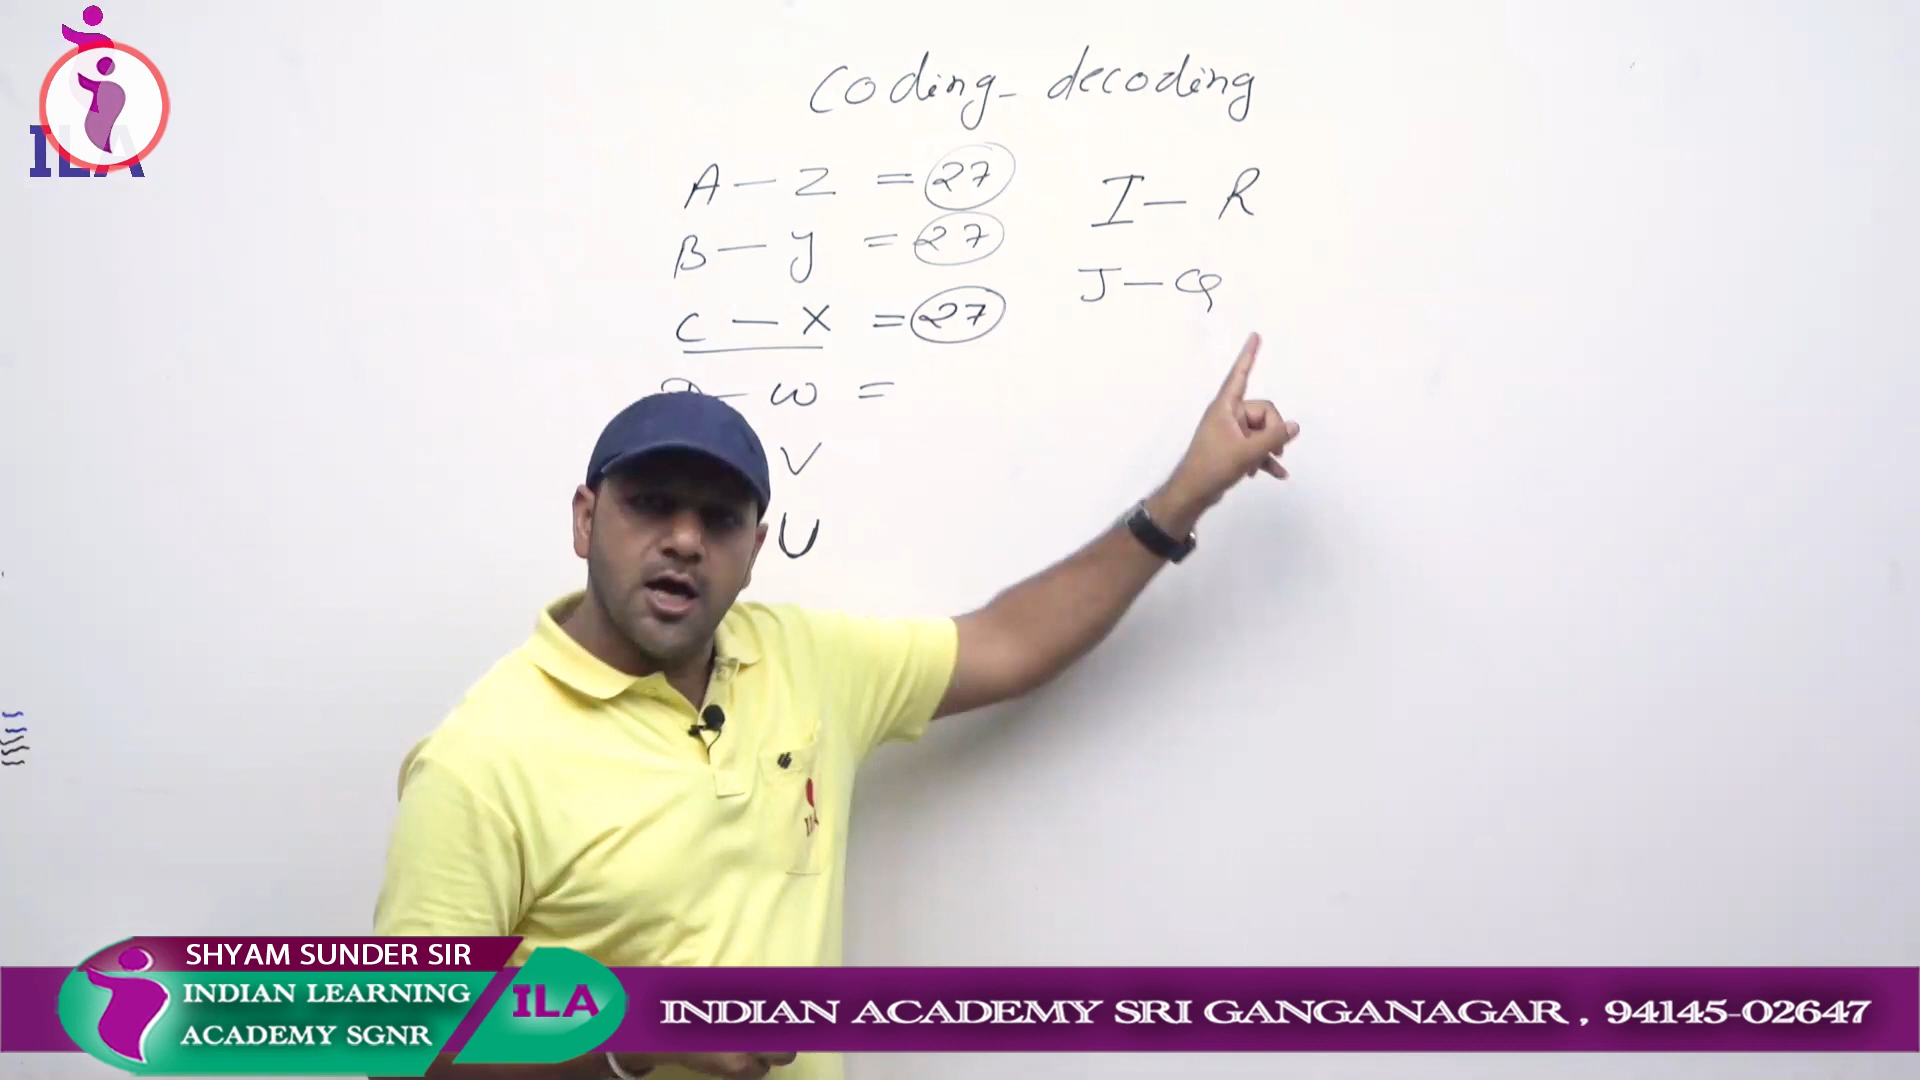 ILA
coding - decoding
A - Z = 27
B - y = 27
C - X = 27
D - W =
V
U
I - R
J - Q
SHYAM SUNDER SIR
INDIAN LEARNING
ACADEMY SGNR
ILA
INDIAN ACADEMY SRI GANGANAGAR , 94145-02647